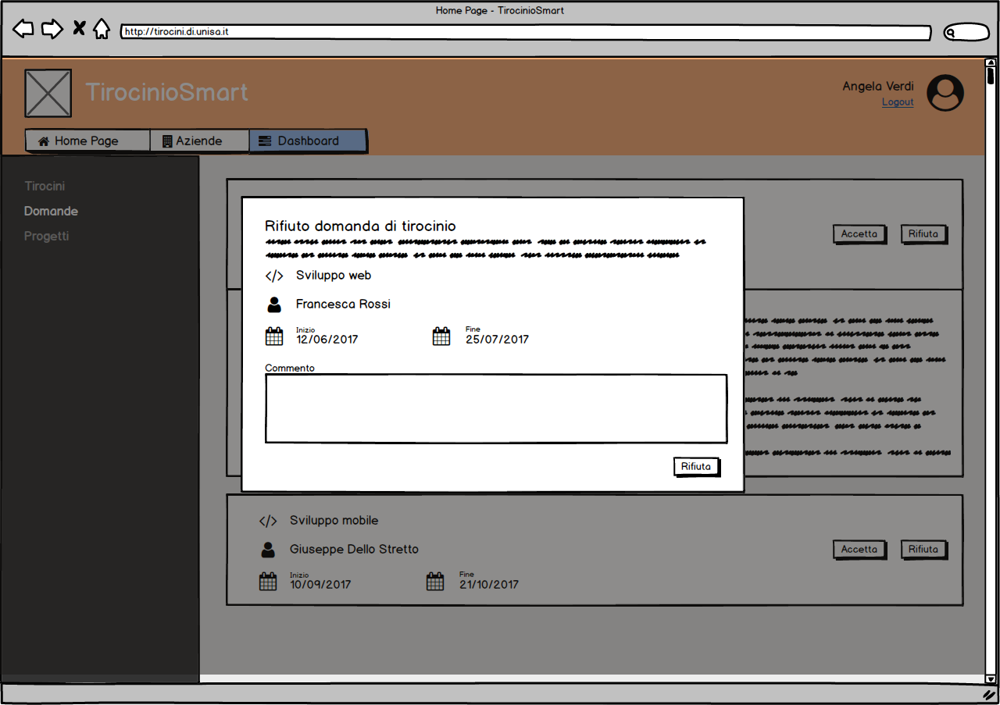 Home Page - TirocinioSmart
http://tirocini.di.unisa.it
TirocinioSmart
Angela Verdi
Logout
Home Page
Aziende
Dashboard
Tirocini
Domande
Progetti
Accetta
Rifiuta
Rifiuto domanda di tirocinio
Sviluppo web
Francesca Rossi
Inizio
12/06/2017
Fine
25/07/2017
Commento
Rifiuta
Sviluppo mobile
Giuseppe Dello Stretto
Inizio
10/09/2017
Fine
21/10/2017
Accetta
Rifiuta